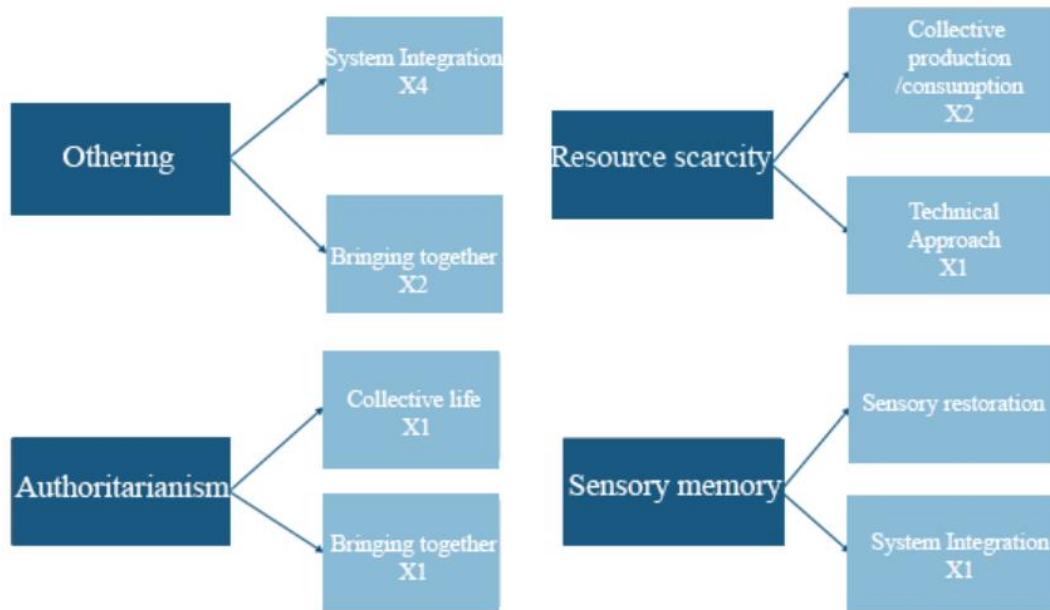 Othering
System Integration
X4
Bringing together
X2
Resource scarcity
Collective
production
/consumption
X2
Technical
Approach
X1
Authoritarianism
Collective life
X1
Bringing together
X1
Sensory memory
Sensory restoration
System Integration
X1